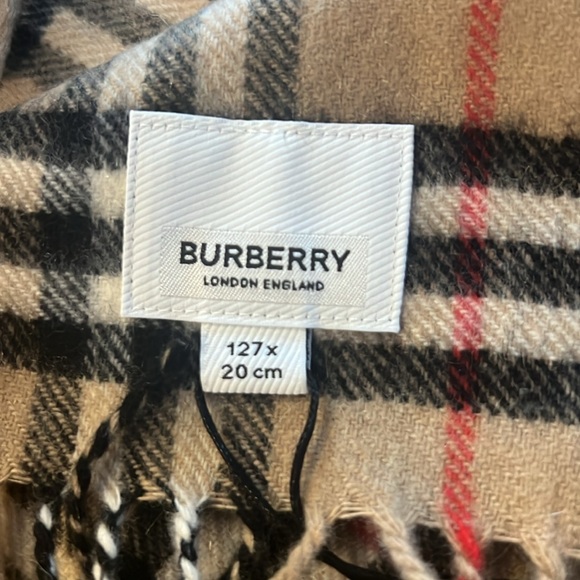 BURBERRY
LONDON ENGLAND
127 x
20 cm